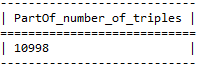 | PartOf_number_of_triples |
============================
| 10998                    |
----------------------------